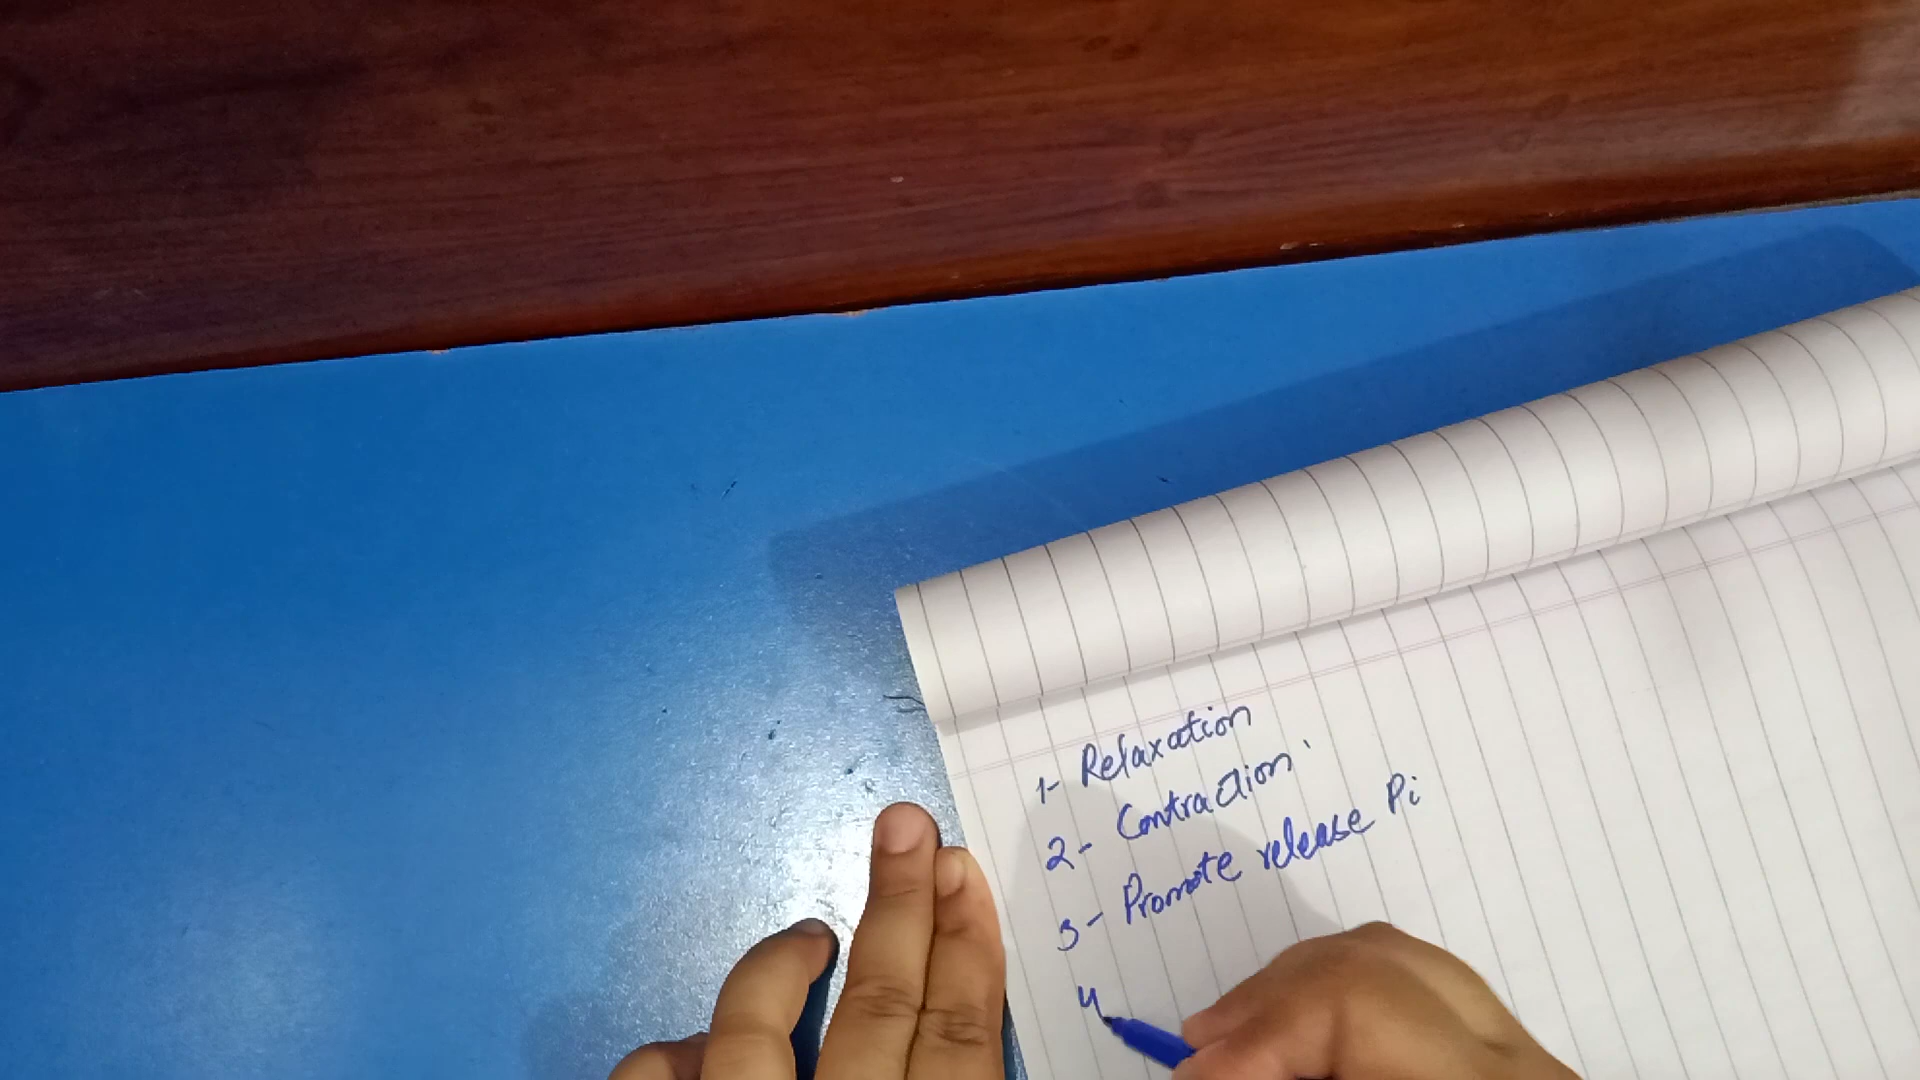 1- Relaxation
2- Contraction
3- Promote release Pi
4